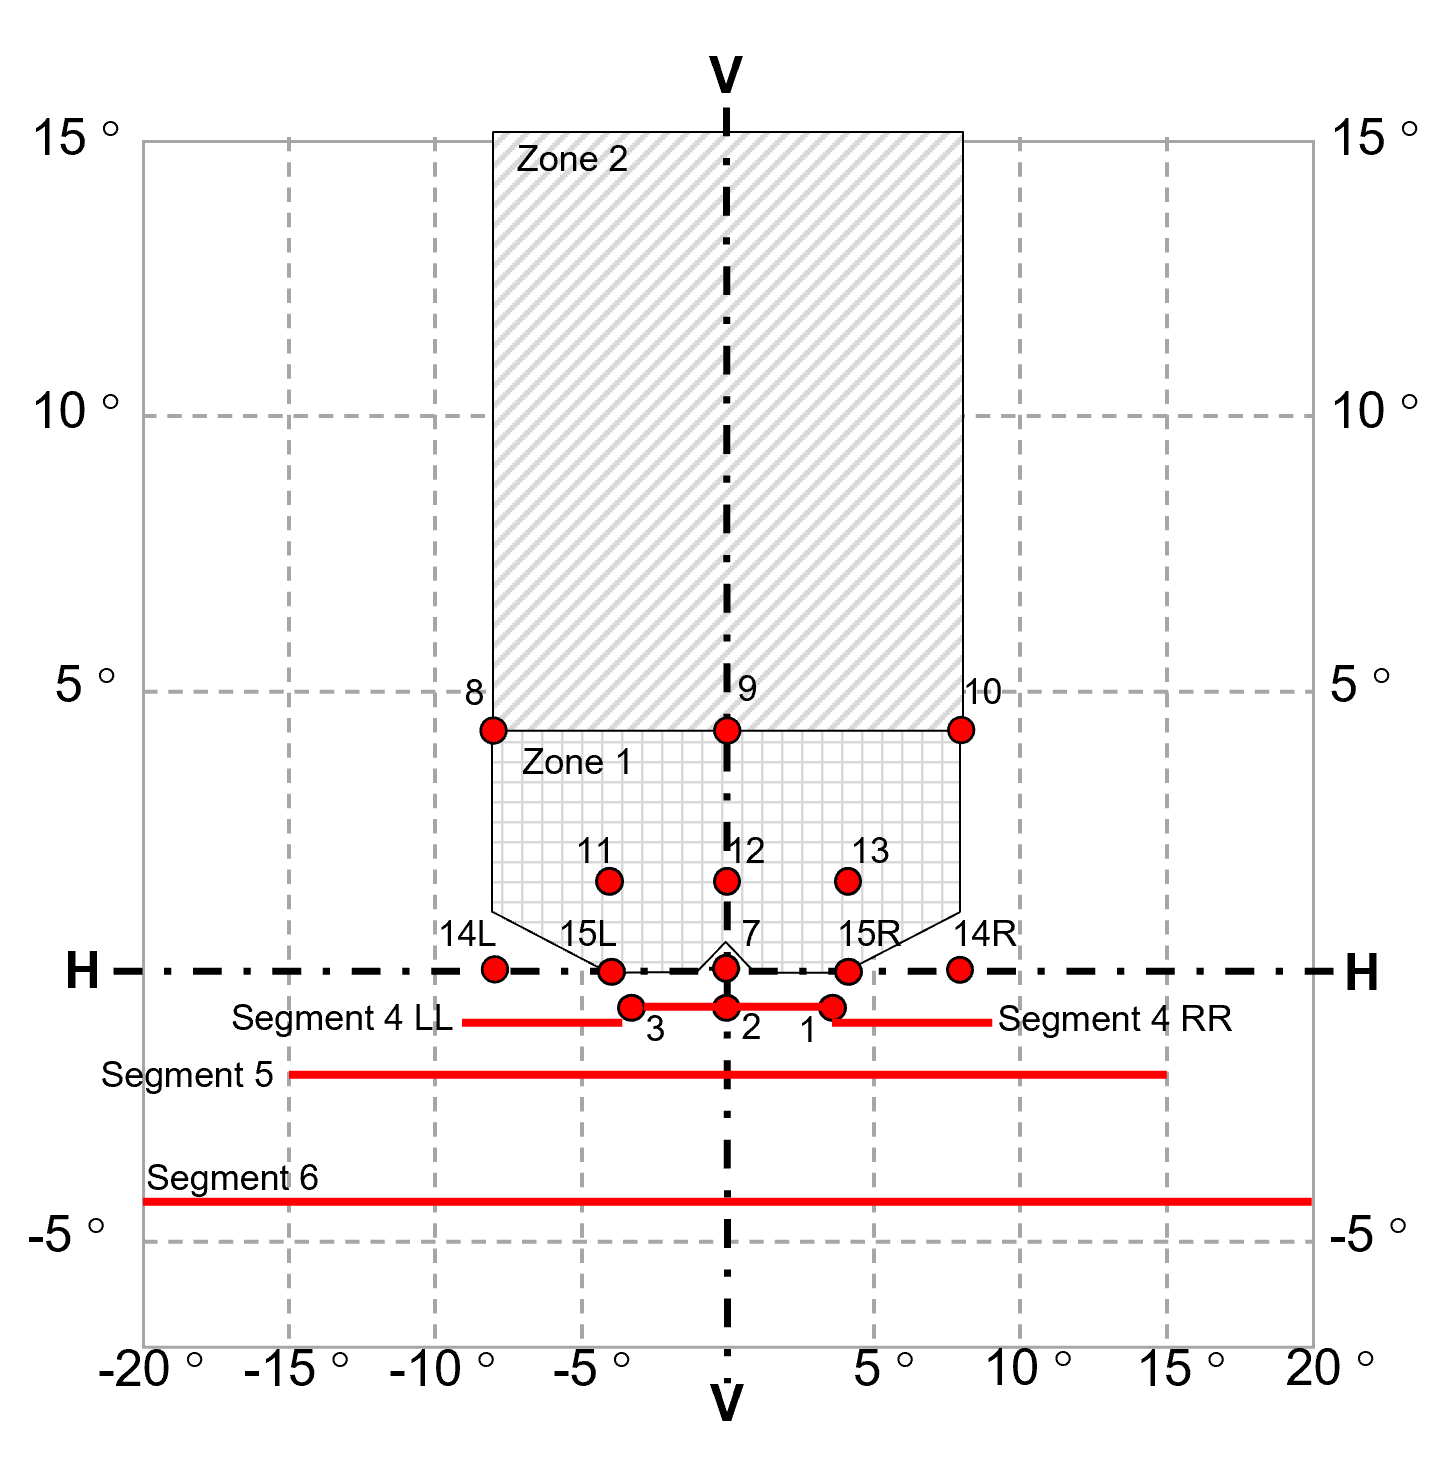 V
15 ° 15 °
Zone 2
10 ° 10 °
5 ° 8 9 10 5 °
Zone 1
11 12 13
14L 15L 7 15R 14R
H H
Segment 4 LL 3 2 1 Segment 4 RR
Segment 5
Segment 6
-5 ° -5 °
-20 ° -15 ° -10 ° -5 ° 5 ° 10 ° 15 ° 20 °
V